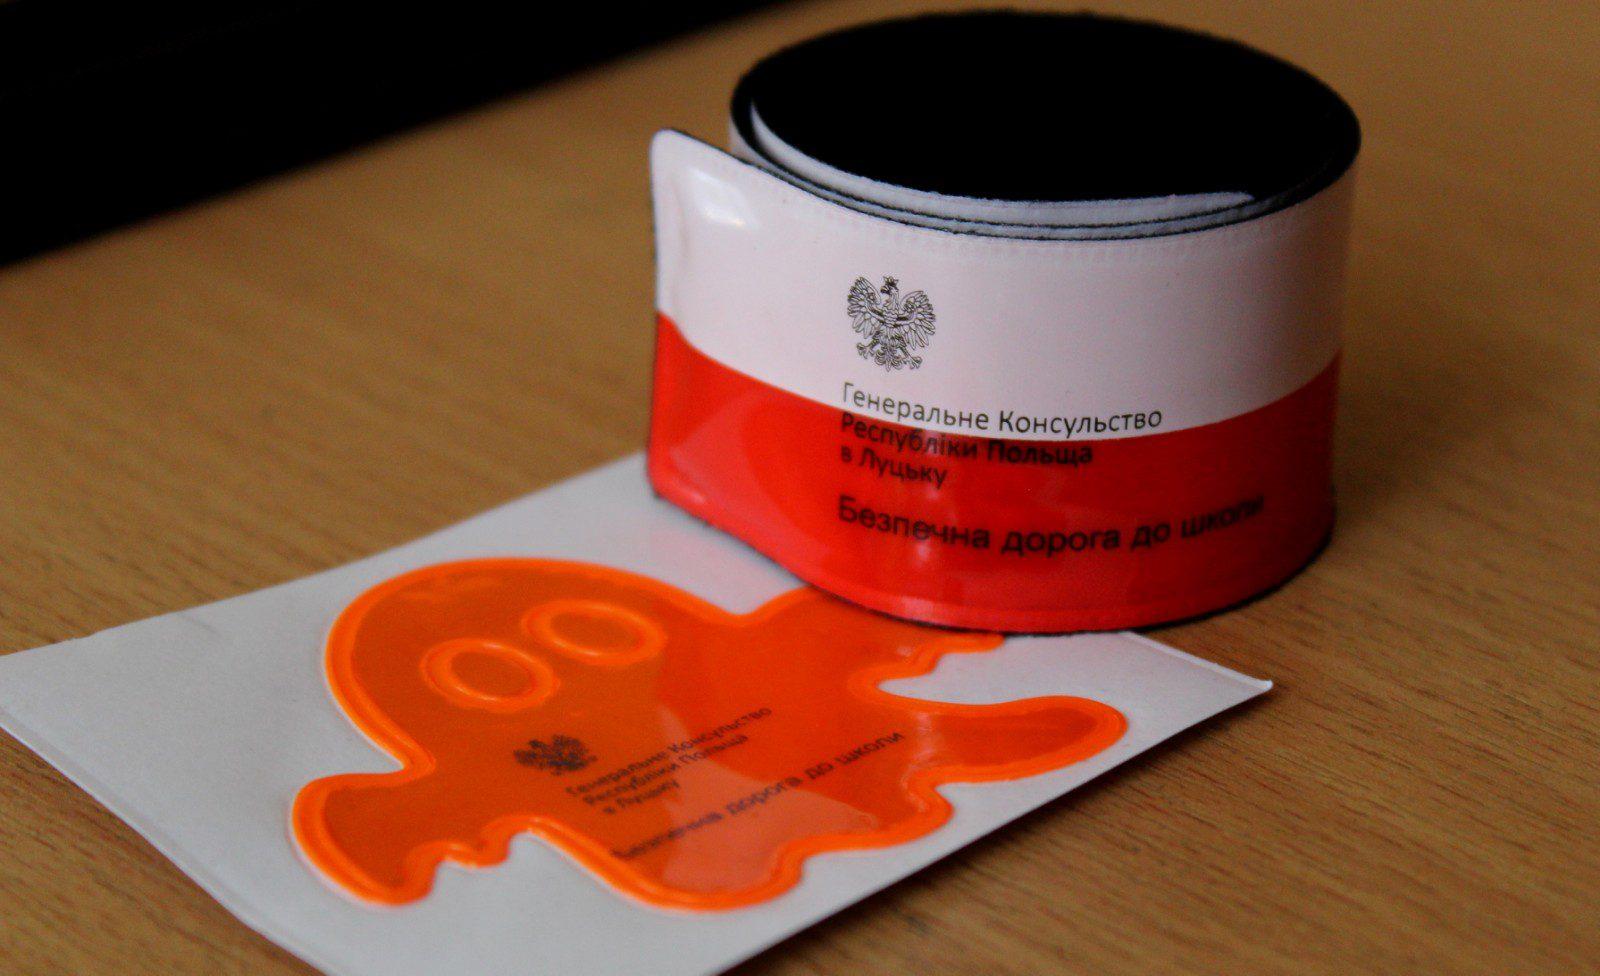 Генеральне Консульство
Республіки Польща
в Луцьку
Безпечна дорога до школи
Генеральне Консульство
Республіки Польща
в Луцьку
Безпечна дорога до школи